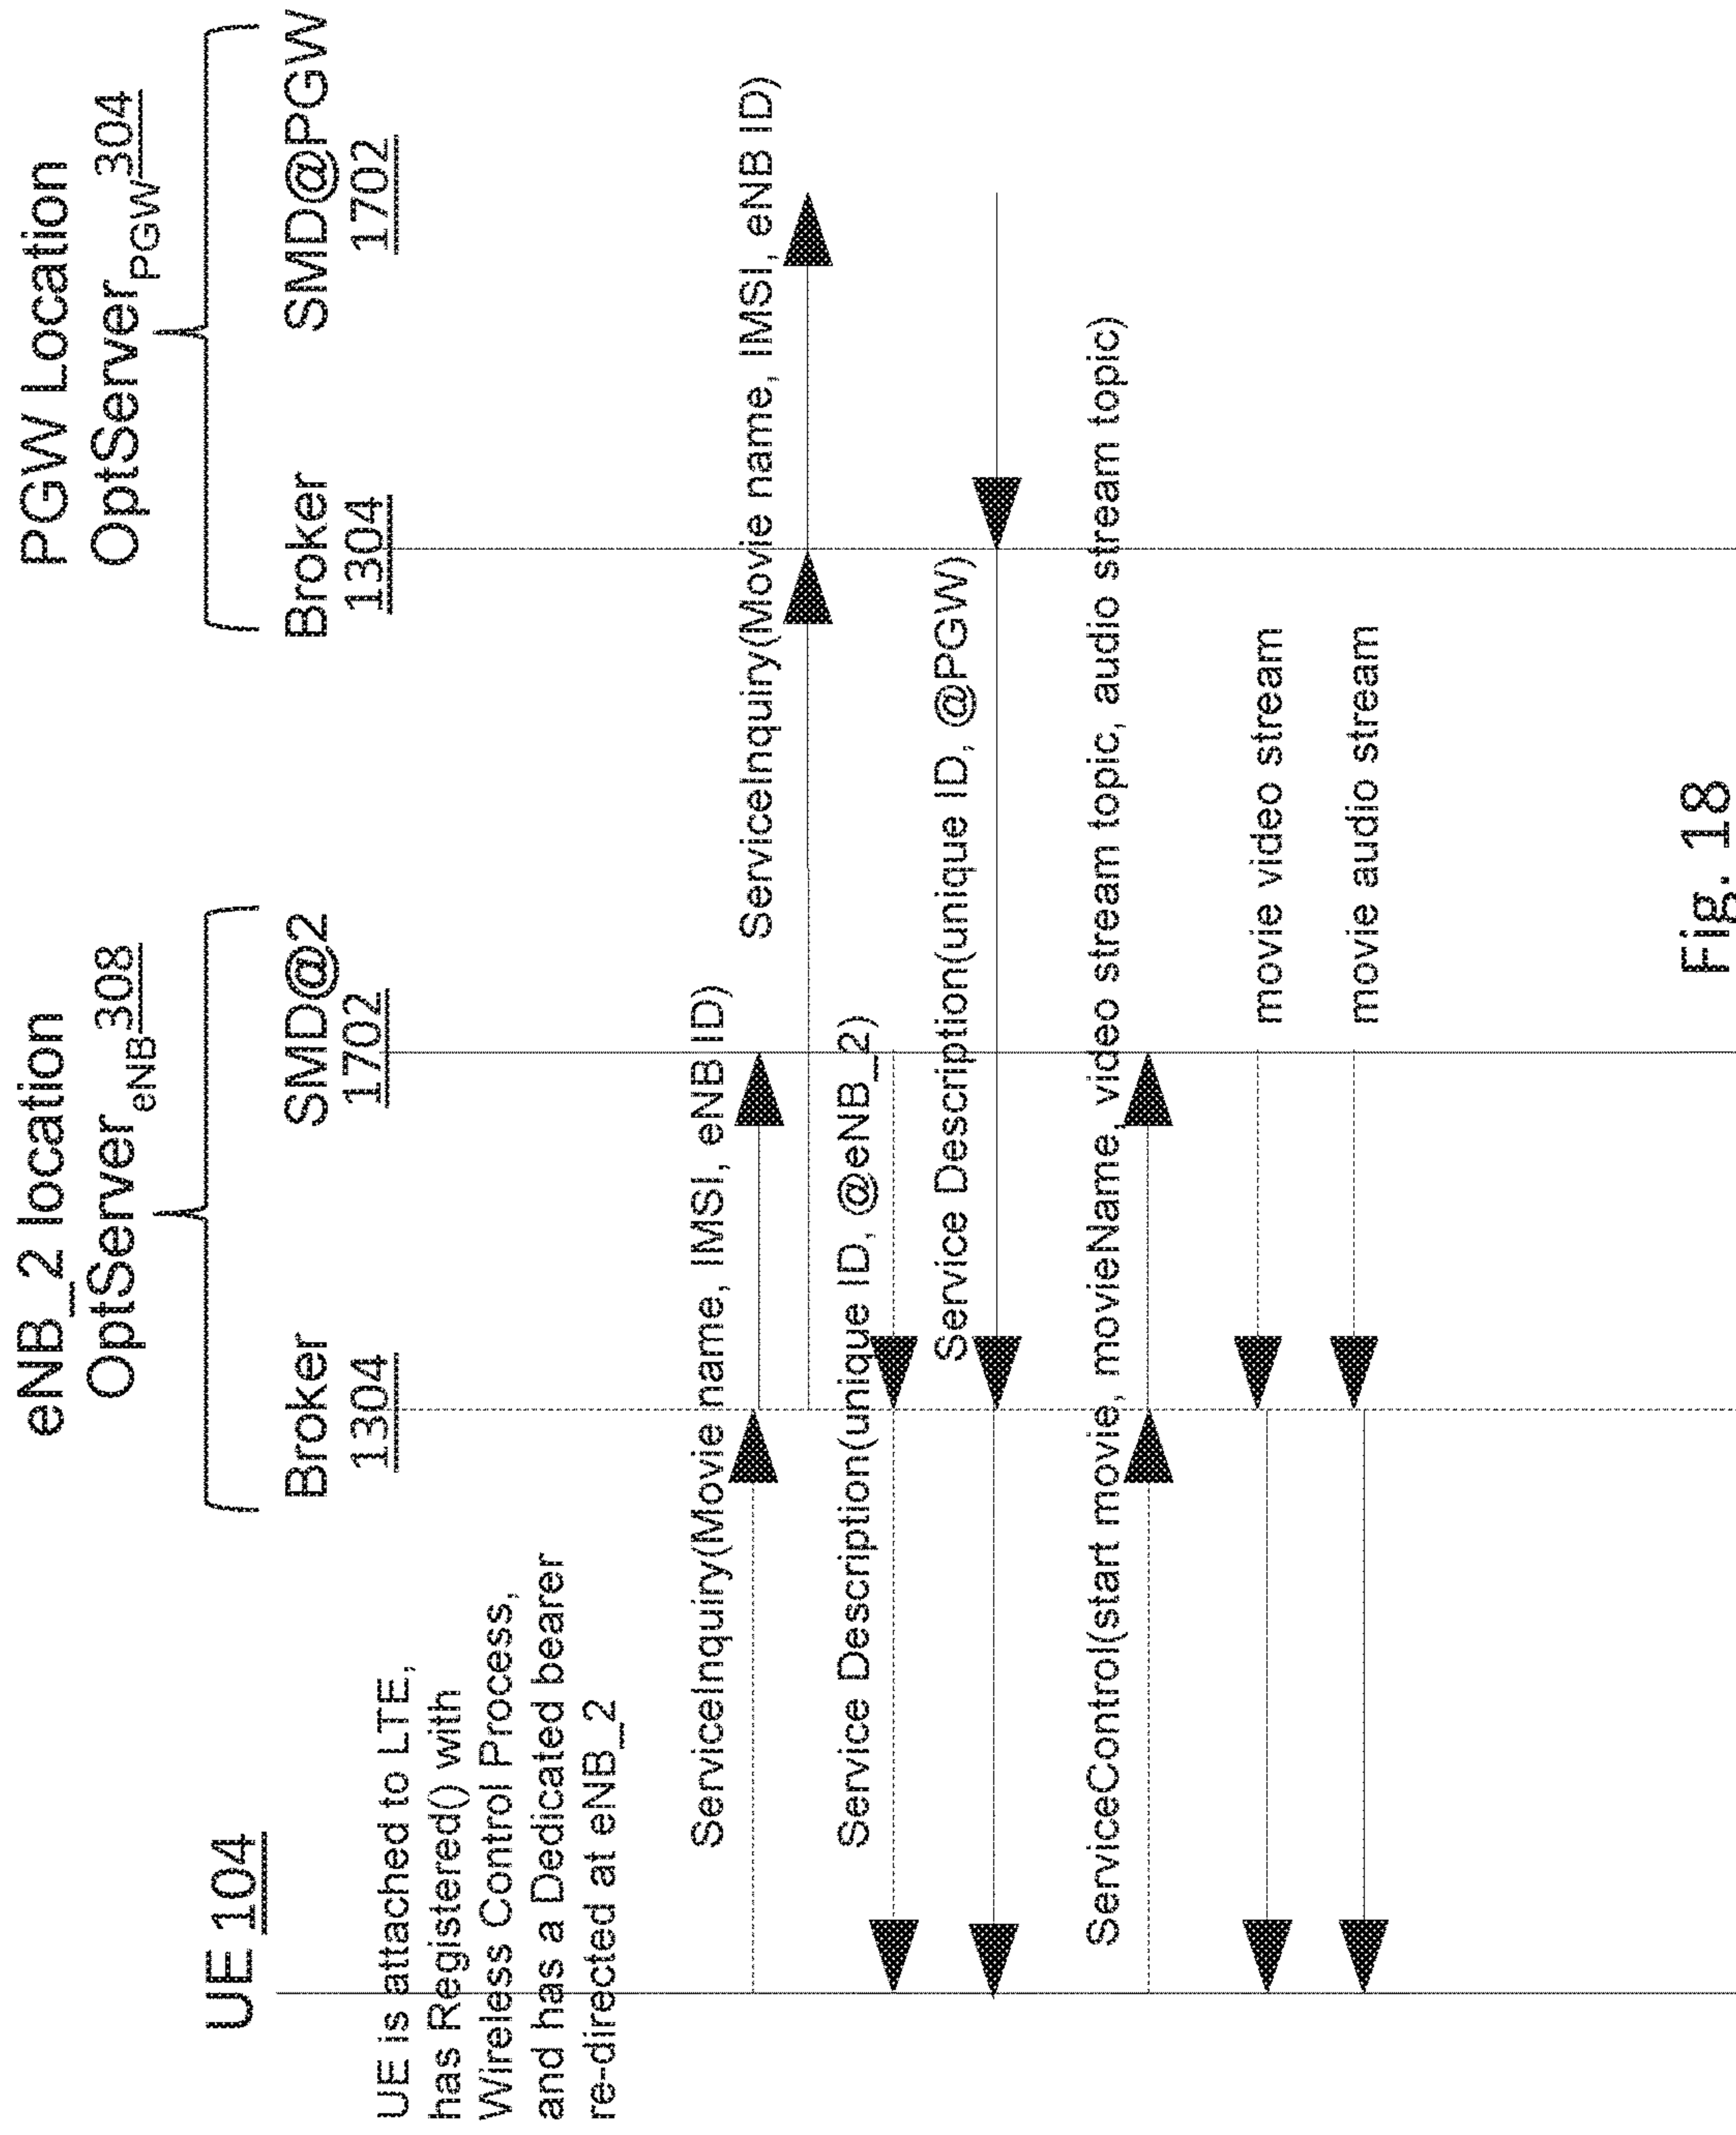 eNB_2 location
OptServer_eNB 308
PGW Location
OptServer_PGW 304
UE 104
Broker
1304
SMD@2
1702
Broker
1304
SMD@PGW
1702
UE is attached to LTE,
has Registered() with
Wireless Control Process,
and has a Dedicated bearer
re-directed at eNB_2
ServiceInquiry(Movie name, IMSI, eNB ID)
ServiceInquiry(Movie name, IMSI, eNB ID)
Service Description(unique ID, @eNB_2)
Service Description(unique ID, @PGW)
ServiceControl(start movie, movieName, video stream topic, audio stream topic)
movie video stream
movie audio stream
Fig. 18